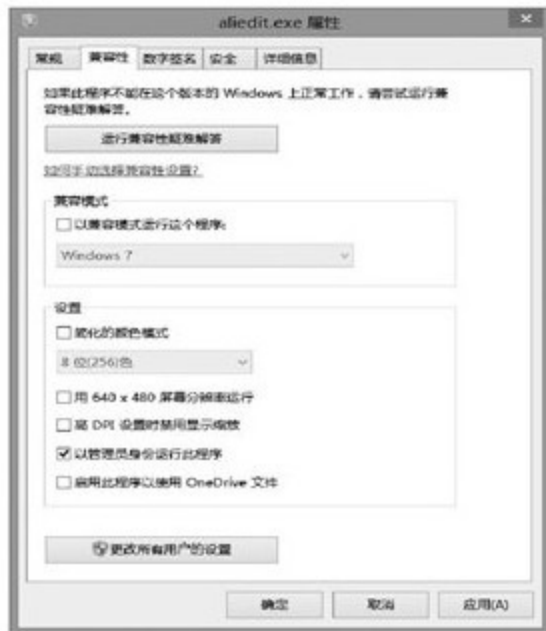 aliedit.exe 属性
常规 兼容性 数字签名 安全 详细信息
如果此程序不能在这个版本的 Windows 上正常工作，请尝试运行兼
容性疑难解答。
运行兼容性疑难解答
如何手动选择兼容性设置?
兼容模式
以兼容模式运行这个程序:
Windows 7
设置
简化的颜色模式
8 位(256)色
用 640 x 480 屏幕分辨率运行
高 DPI 设置时禁用显示缩放
以管理员身份运行此程序
启用此程序以使用 OneDrive 文件
更改所有用户的设置
确定 取消 应用(A)